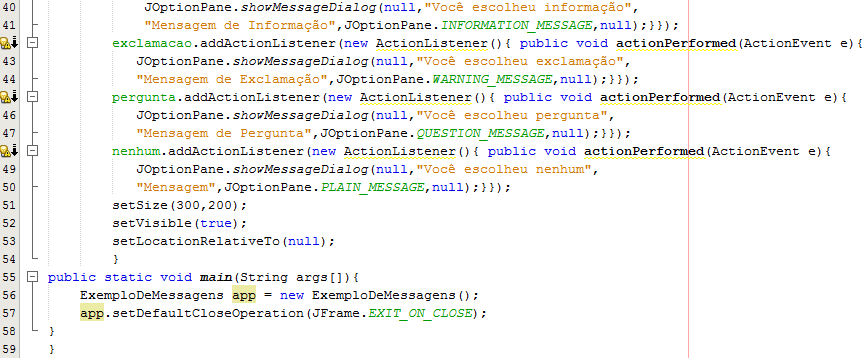 40 JOptionPane.showMessageDialog(null,"Você escolheu informação",
41 "Mensagem de Informação",JOptionPane.INFORMATION_MESSAGE,null);}});
exclamacao.addActionListener(new ActionListener(){ public void actionPerformed(ActionEvent e){
43 JOptionPane.showMessageDialog(null,"Você escolheu exclamação",
44 "Mensagem de Exclamação",JOptionPane.WARNING_MESSAGE,null);}});
pergunta.addActionListener(new ActionListener(){ public void actionPerformed(ActionEvent e){
46 JOptionPane.showMessageDialog(null,"Você escolheu pergunta",
47 "Mensagem de Pergunta",JOptionPane.QUESTION_MESSAGE,null);}});
nenhum.addActionListener(new ActionListener(){ public void actionPerformed(ActionEvent e){
49 JOptionPane.showMessageDialog(null,"Você escolheu nenhum",
50 "Mensagem",JOptionPane.PLAIN_MESSAGE,null);}});
51 setSize(300,200);
52 setVisible(true);
53 setLocationRelativeTo(null);
54 }
55 public static void main(String args[]){
56 ExemploDeMessagens app = new ExemploDeMessagens();
57 app.setDefaultCloseOperation(JFrame.EXIT_ON_CLOSE);
58 }
59 }